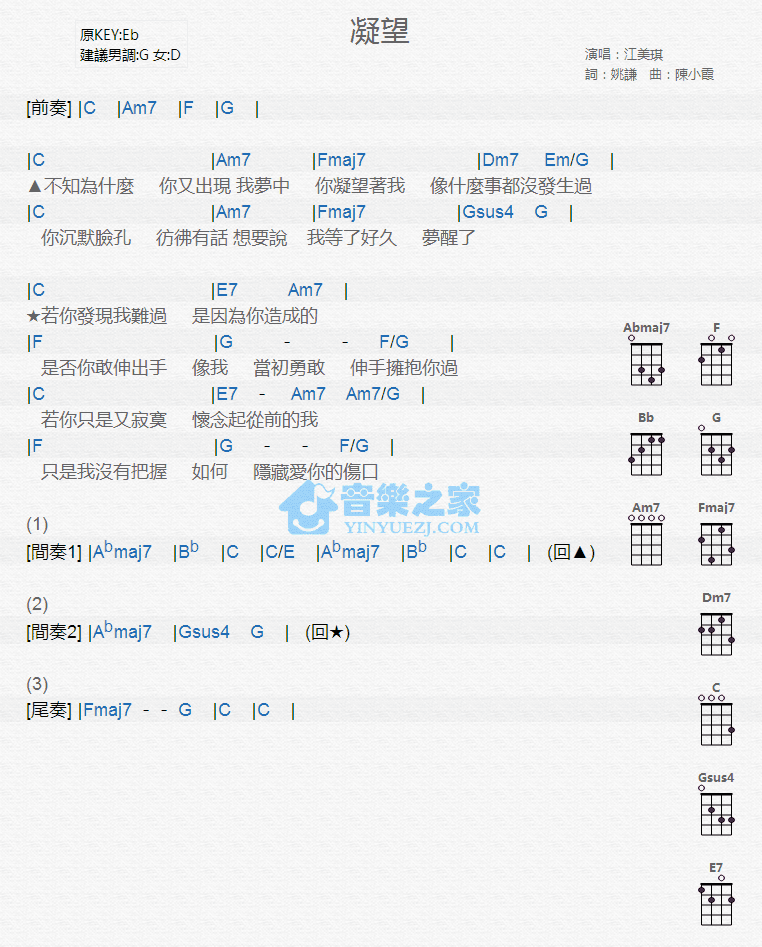 凝望
原KEY:Eb
建議男調:G 女:D
演唱：江美琪
詞：姚謙 曲：陳小霞
[前奏] |C |Am7 |F |G |
|C |Am7 |Fmaj7 |Dm7 Em/G |
▲不知為什麼 你又出現 我夢中 你凝望著我 像什麼事都沒發生過
|C |Am7 |Fmaj7 |Gsus4 G |
你沉默臉孔 彷彿有話 想要說 我等了好久 夢醒了
|C |E7 Am7 |
★若你發現我難過 是因為你造成的
|F |G - - F/G |
是否你敢伸出手 像我 當初勇敢 伸手擁抱你過
|C |E7 - Am7 Am7/G |
若你只是又寂寞 懷念起從前的我
|F |G - - F/G |
只是我沒有把握 如何 隱藏愛你的傷口
音樂之家
YINYUEZJ.COM
(1)
[間奏1] |Abmaj7 |Bb |C |C/E |Abmaj7 |Bb |C |C | (回▲)
(2)
[間奏2] |Abmaj7 |Gsus4 G | (回★)
(3)
[尾奏] |Fmaj7 - - G |C |C |
Abmaj7 F
Bb G
Am7 Fmaj7
Dm7
C
Gsus4
E7